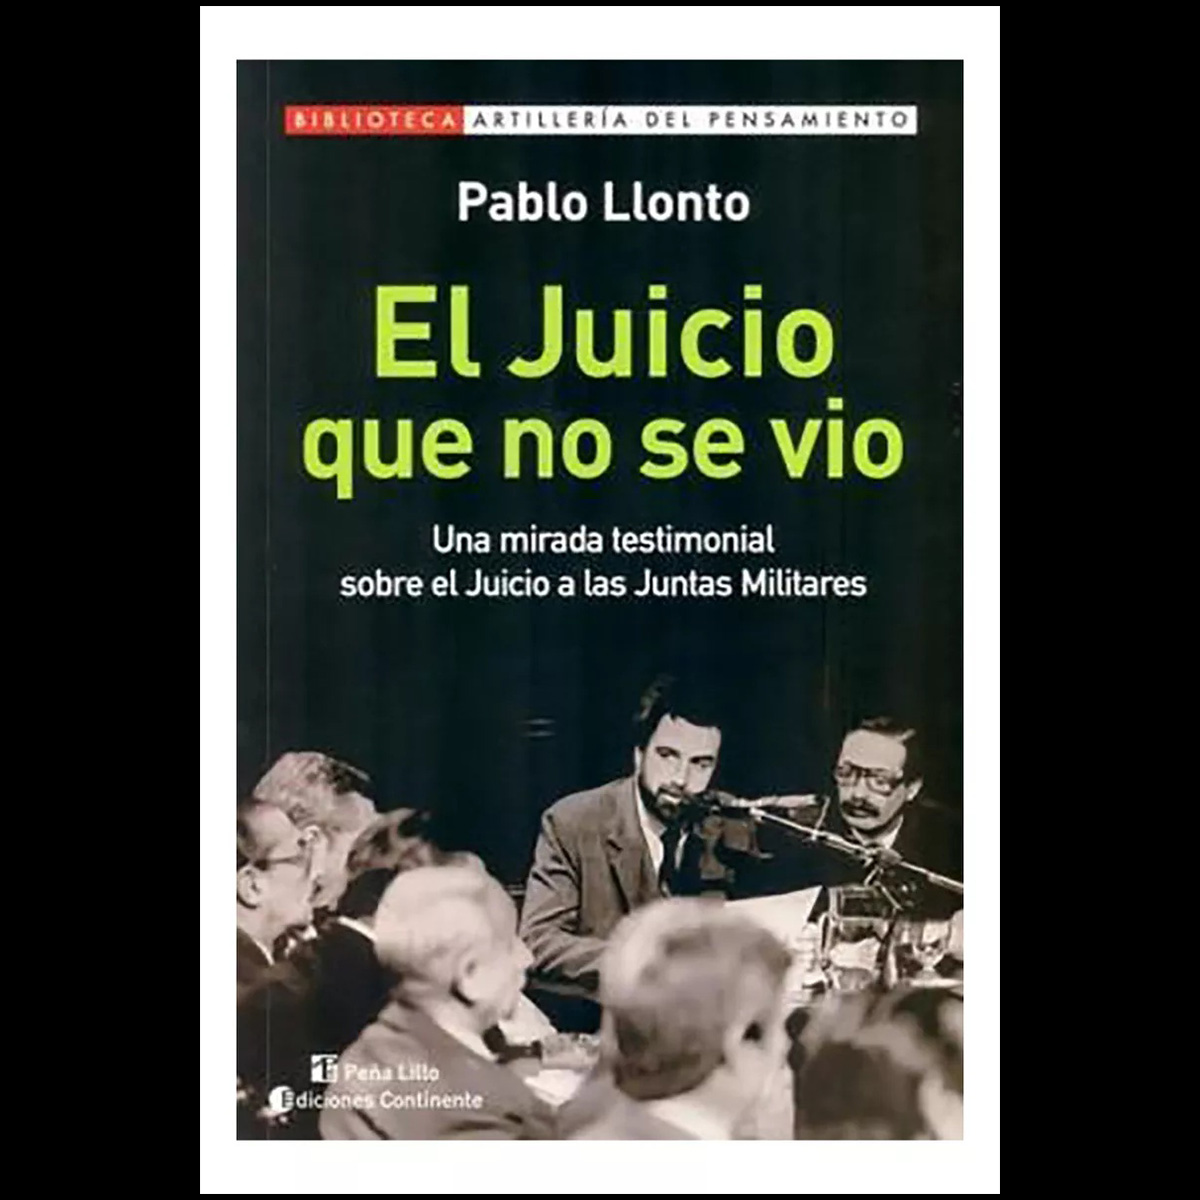 BIBLIOTECA ARTILLERÍA DEL PENSAMIENTO
Pablo Llonto
El Juicio
que no se vio
Una mirada testimonial
sobre el Juicio a las Juntas Militares
Peña Lillo
Ediciones Continente